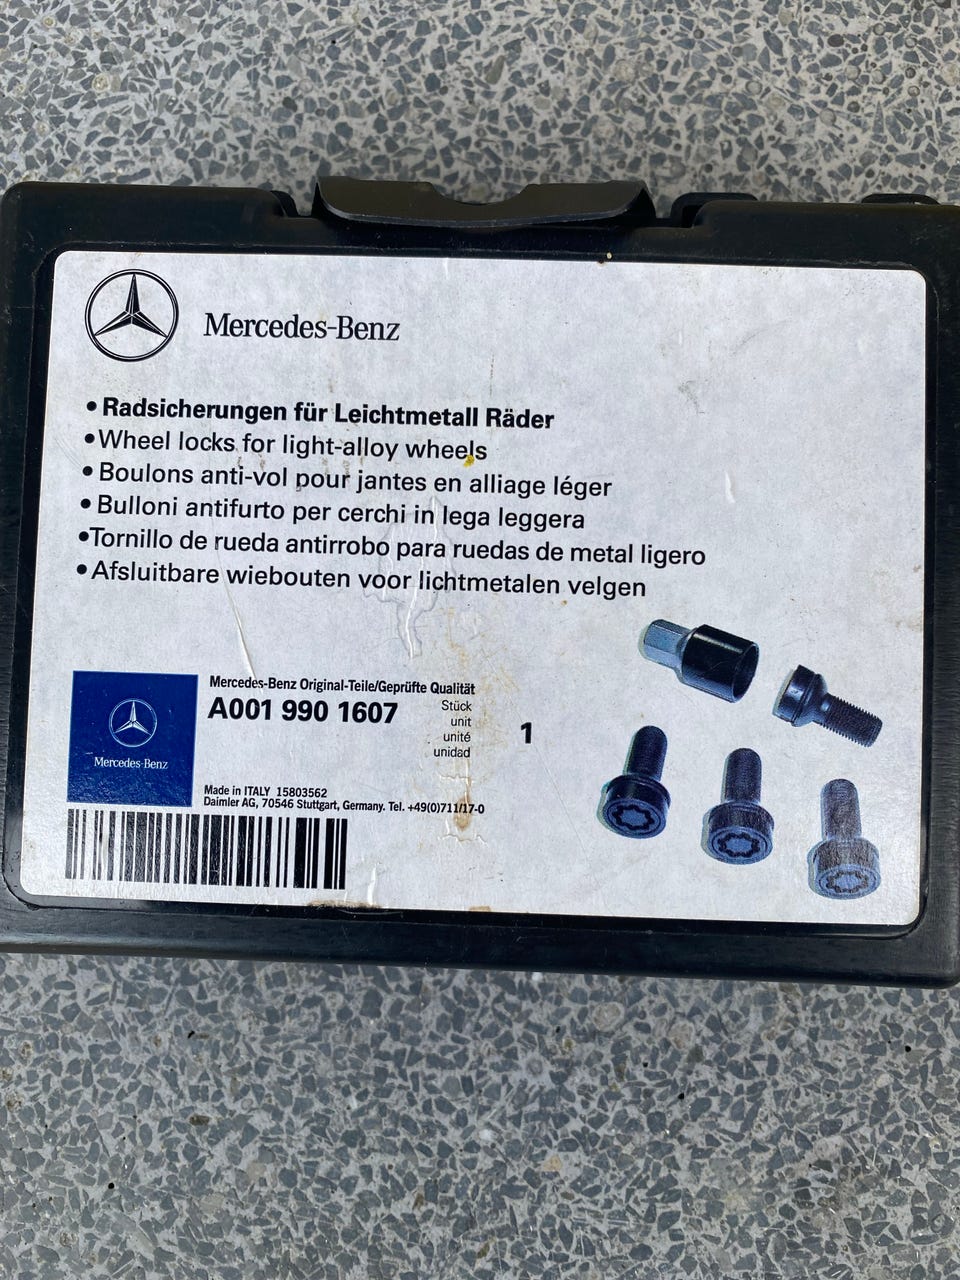 Mercedes-Benz
• Radsicherungen für Leichtmetall Räder
• Wheel locks for light-alloy wheels
• Boulons anti-vol pour jantes en alliage léger
• Bulloni antifurto per cerchi in lega leggera
• Tornillo de rueda antirrobo para ruedas de metal ligero
• Afsluitbare wiebouten voor lichtmetalen velgen
Mercedes-Benz
Mercedes-Benz Original-Teile/Geprüfte Qualität
A001 990 1607
Stück
unit
unité
unidad
1
Made in ITALY 15803562
Daimler AG, 70546 Stuttgart, Germany. Tel. +49(0)711/17-0